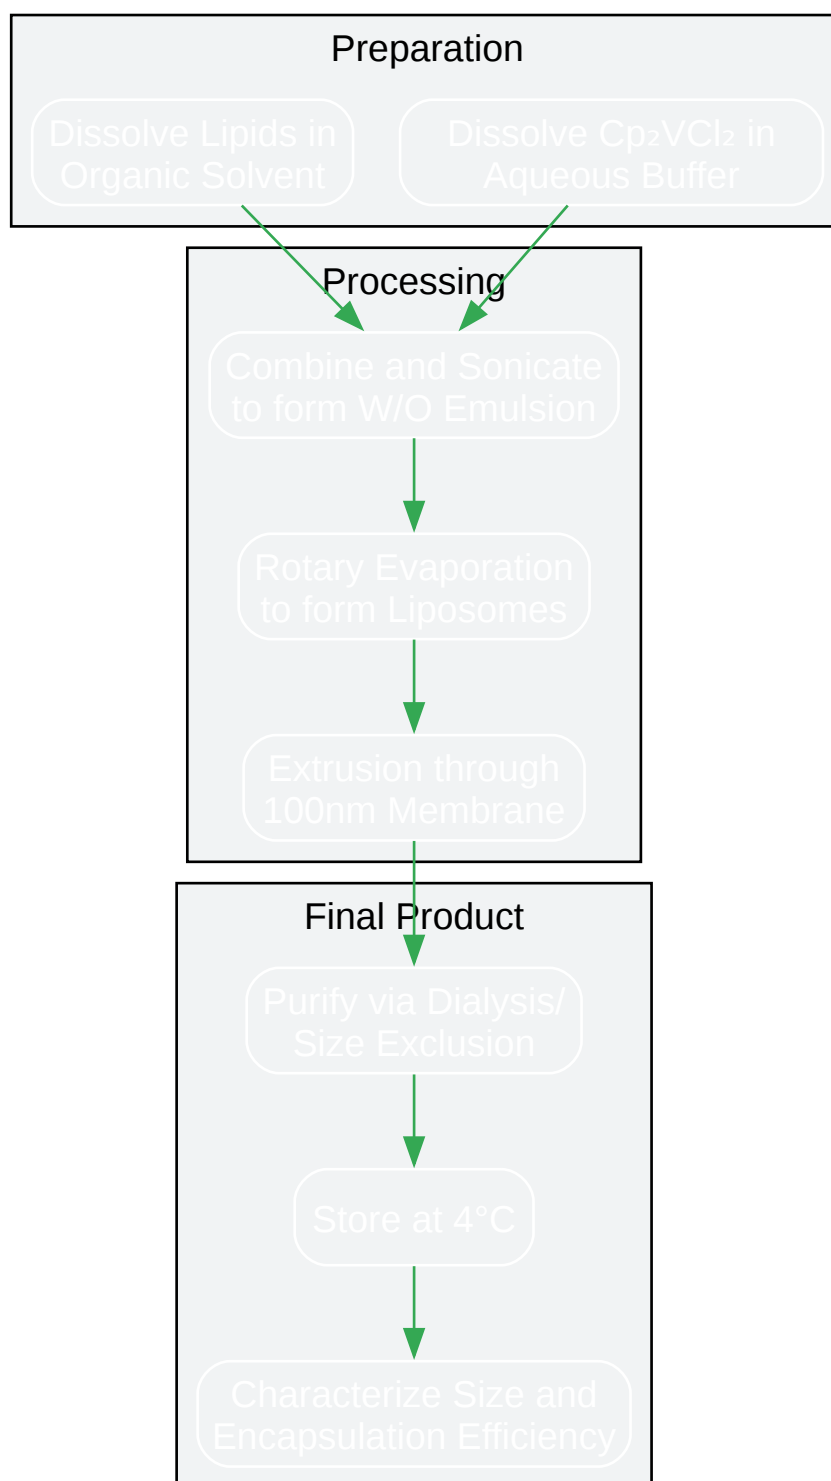 Preparation
Dissolve Lipids in
Organic Solvent
Dissolve Cp₂VCl₂ in
Aqueous Buffer
Processing
Combine and Sonicate
to form W/O Emulsion
Rotary Evaporation
to form Liposomes
Extrusion through
100nm Membrane
Final Product
Purify via Dialysis/
Size Exclusion
Store at 4°C
Characterize Size and
Encapsulation Efficiency